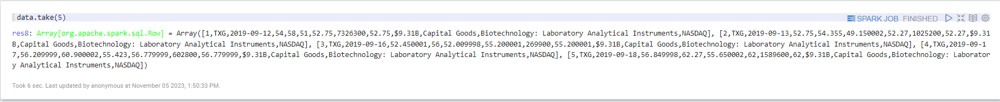 data.take(5)
SPARK JOB FINISHED
res8: Array[org.apache.spark.sql.Row] = Array([1,TXG,2019-09-12,54,58,51,52.75,7326300,52.75,$9.31B,Capital Goods,Biotechnology: Laboratory Analytical Instruments,NASDAQ], [2,TXG,2019-09-13,52.75,54.355,49.150002,52.27,1025200,52.27,$9.31
B,Capital Goods,Biotechnology: Laboratory Analytical Instruments,NASDAQ], [3,TXG,2019-09-16,52.450001,56,52.009998,55.200001,269900,55.200001,$9.31B,Capital Goods,Biotechnology: Laboratory Analytical Instruments,NASDAQ], [4,TXG,2019-09-1
7,56.209999,60.900002,55.423,56.779999,602800,56.779999,$9.31B,Capital Goods,Biotechnology: Laboratory Analytical Instruments,NASDAQ], [5,TXG,2019-09-18,56.849998,62.27,55.650002,62,1589600,62,$9.31B,Capital Goods,Biotechnology: Laborator
y Analytical Instruments,NASDAQ])
Took 6 sec. Last updated by anonymous at November 05 2023, 1:50:33 PM.